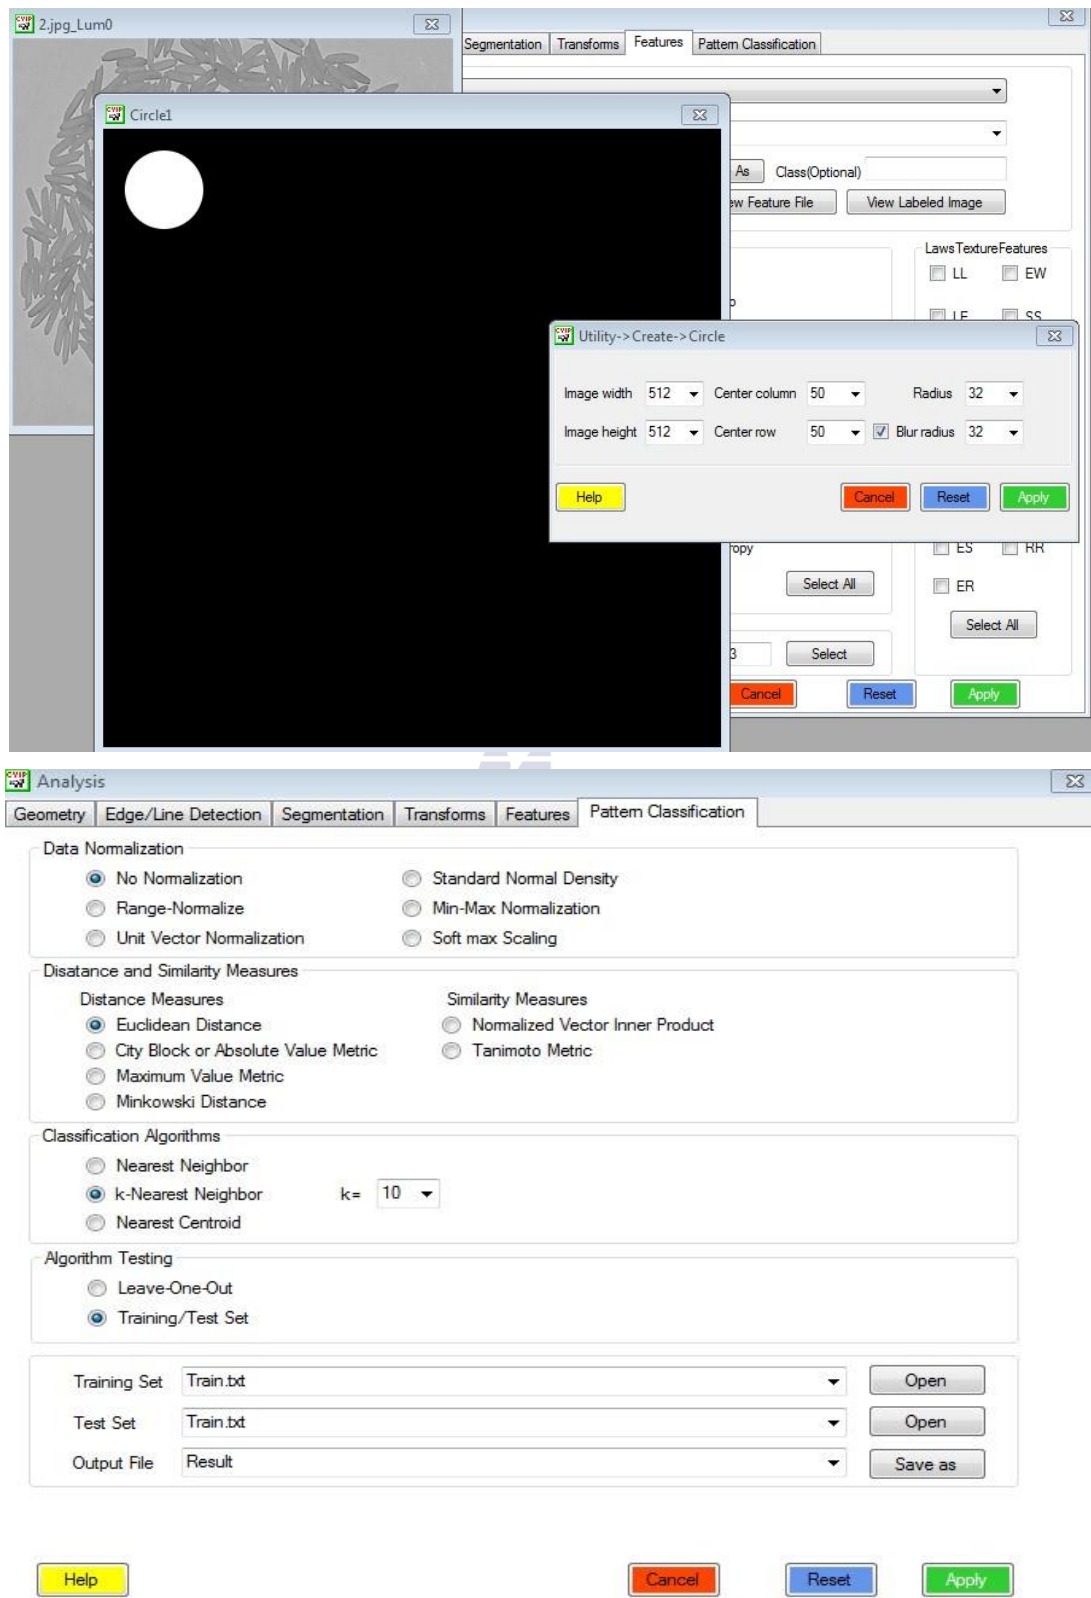 2.jpg_Lum0
Segmentation Transforms Features Pattern Classification
Circle1
As Class(Optional)
ew Feature File View Labeled Image
Laws TextureFeatures
LL EW
LE SS
Utility->Create->Circle
Image width 512 Center column 50 Radius 32
Image height 512 Center row 50 Blur radius 32
Help Cancel Reset Apply
ropy ES RR
Select All ER
Select All
3 Select
Cancel Reset Apply
Analysis
Geometry Edge/Line Detection Segmentation Transforms Features Pattern Classification
Data Normalization
No Normalization Standard Normal Density
Range-Normalize Min-Max Normalization
Unit Vector Normalization Soft max Scaling
Disatance and Similarity Measures
Distance Measures Similarity Measures
Euclidean Distance Normalized Vector Inner Product
City Block or Absolute Value Metric Tanimoto Metric
Maximum Value Metric
Minkowski Distance
Classification Algorithms
Nearest Neighbor
k-Nearest Neighbor k= 10
Nearest Centroid
Algorithm Testing
Leave-One-Out
Training/Test Set
Training Set Train.txt Open
Test Set Train.txt Open
Output File Result Save as
Help Cancel Reset Apply